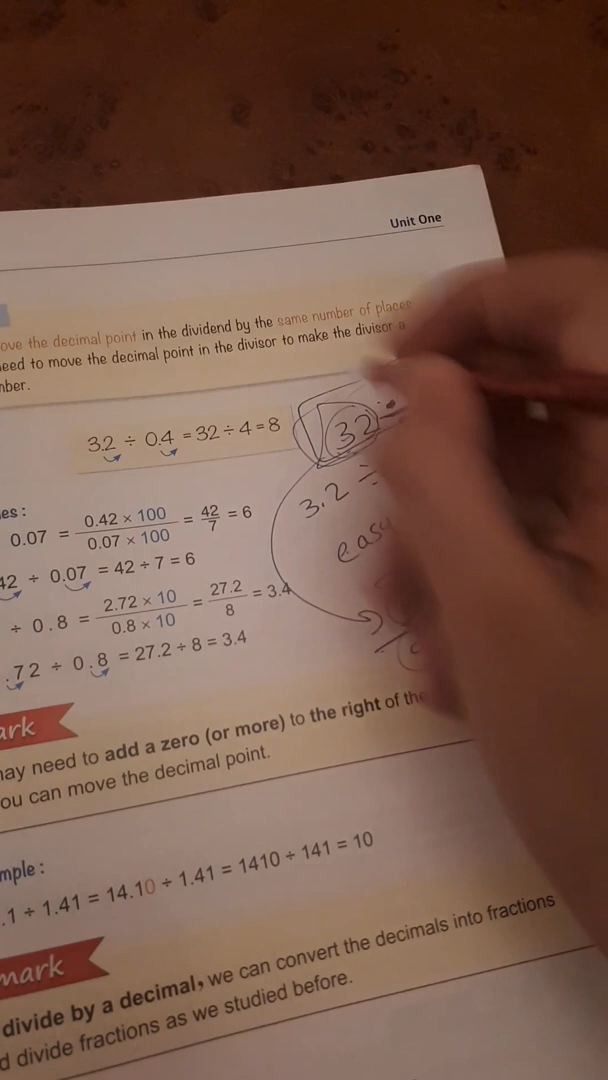 Unit One
ove the decimal point in the dividend by the same number of places
eed to move the decimal point in the divisor to make the divisor a
mber.
3.2 ÷ 0.4 = 32 ÷ 4 = 8
32 ÷
3.2 ÷
easy
es :
0.07 = 0.42 × 100 / 0.07 × 100 = 42 / 7 = 6
42 ÷ 0.07 = 42 ÷ 7 = 6
÷ 0.8 = 2.72 × 10 / 0.8 × 10 = 27.2 / 8 = 3.4
.72 ÷ 0.8 = 27.2 ÷ 8 = 3.4
ark
may need to add a zero (or more) to the right of the
ou can move the decimal point.
mple :
.1 ÷ 1.41 = 14.10 ÷ 1.41 = 1410 ÷ 141 = 10
mark
divide by a decimal, we can convert the decimals into fractions
d divide fractions as we studied before.